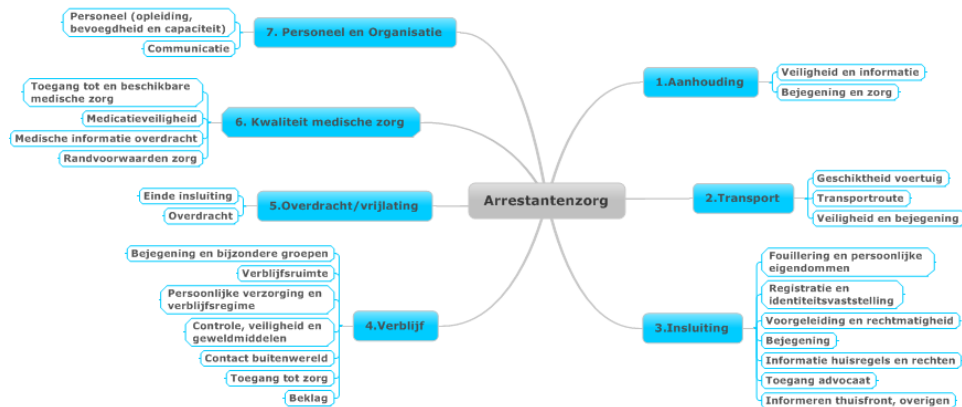 Arrestantenzorg
1.Aanhouding
Veiligheid en informatie
Bejegening en zorg
2.Transport
Geschiktheid voertuig
Transportroute
Veiligheid en bejegening
3.Insluiting
Fouillering en persoonlijke
eigendommen
Registratie en
identiteitsvaststelling
Voorgeleiding en rechtmatigheid
Bejegening
Informatie huisregels en rechten
Toegang advocaat
Informeren thuisfront, overigen
4.Verblijf
Bejegening en bijzondere groepen
Verblijfsruimte
Persoonlijke verzorging en
verblijfsregime
Controle, veiligheid en
geweldmiddelen
Contact buitenwereld
Toegang tot zorg
Beklag
5.Overdracht/vrijlating
Einde insluiting
Overdracht
6. Kwaliteit medische zorg
Toegang tot en beschikbare
medische zorg
Medicatieveiligheid
Medische informatie overdracht
Randvoorwaarden zorg
7. Personeel en Organisatie
Personeel (opleiding,
bevoegdheid en capaciteit)
Communicatie